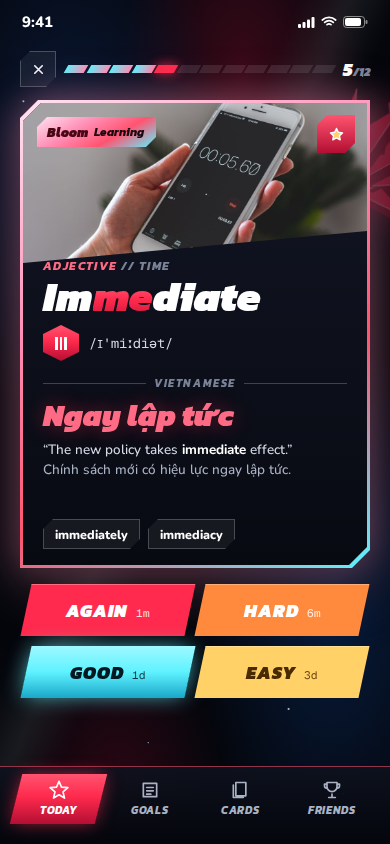 9:41
5/12
Bloom Learning
00:05.60
ADJECTIVE // TIME
Immediate
/ɪˈmiːdiət/
VIETNAMESE
Ngay lập tức
“The new policy takes immediate effect.”
Chính sách mới có hiệu lực ngay lập tức.
immediately immediacy
AGAIN 1m
HARD 6m
GOOD 1d
EASY 3d
TODAY GOALS CARDS FRIENDS